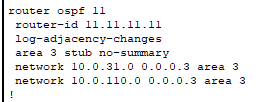 router ospf 11
router-id 11.11.11.11
log-adjacency-changes
area 3 stub no-summary
network 10.0.31.0 0.0.0.3 area 3
network 10.0.110.0 0.0.0.3 area 3
!